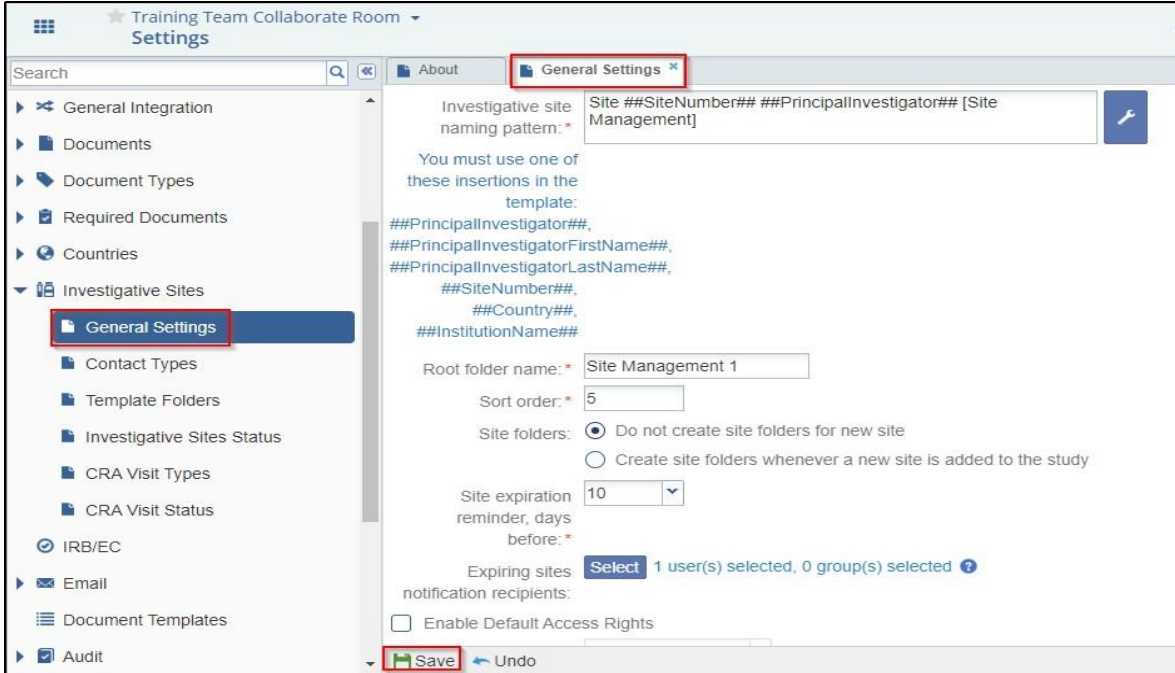 Training Team Collaborate Room
Settings
Search
General Integration
Documents
Document Types
Required Documents
Countries
Investigative Sites
General Settings
Contact Types
Template Folders
Investigative Sites Status
CRA Visit Types
CRA Visit Status
IRB/EC
Email
Document Templates
Audit
About
General Settings
Investigative site
naming pattern: *
Site ##SiteNumber## ##PrincipalInvestigator## [Site
Management]
You must use one of
these insertions in the
template:
##PrincipalInvestigator##,
##PrincipalInvestigatorFirstName##,
##PrincipalInvestigatorLastName##,
##SiteNumber##,
##Country##,
##InstitutionName##
Root folder name: * Site Management 1
Sort order: * 5
Site folders: Do not create site folders for new site
Create site folders whenever a new site is added to the study
Site expiration
reminder, days
before: *
10
Expiring sites
notification recipients:
Select 1 user(s) selected, 0 group(s) selected ?
Enable Default Access Rights
Save Undo